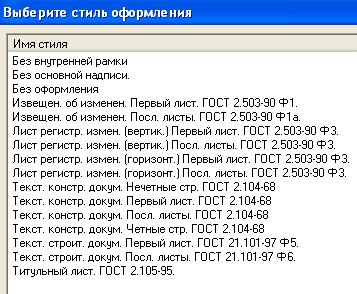 Выберите стиль оформления
Имя стиля
Без внутренней рамки
Без основной надписи.
Без оформления
Извещен. об изменен. Первый лист. ГОСТ 2.503-90 Ф1.
Извещен. об изменен. Посл. листы. ГОСТ 2.503-90 Ф1а.
Лист регистр. измен. (вертик.) Первый лист. ГОСТ 2.503-90 Ф3.
Лист регистр. измен. (вертик.) Посл. листы. ГОСТ 2.503-90 Ф3.
Лист регистр. измен. (горизонт.) Первый лист. ГОСТ 2.503-90 Ф3.
Лист регистр. измен. (горизонт.) Посл. листы. ГОСТ 2.503-90 Ф3.
Текст. констр. докум. Нечетные стр. ГОСТ 2.104-68
Текст. констр. докум. Первый лист. ГОСТ 2.104-68
Текст. констр. докум. Посл. листы. ГОСТ 2.104-68
Текст. констр. докум. Четные стр. ГОСТ 2.104-68
Текст. строит. докум. Первый лист. ГОСТ 21.101-97 Ф5.
Текст. строит. докум. Посл. листы. ГОСТ 21.101-97 Ф6.
Титульный лист. ГОСТ 2.105-95.